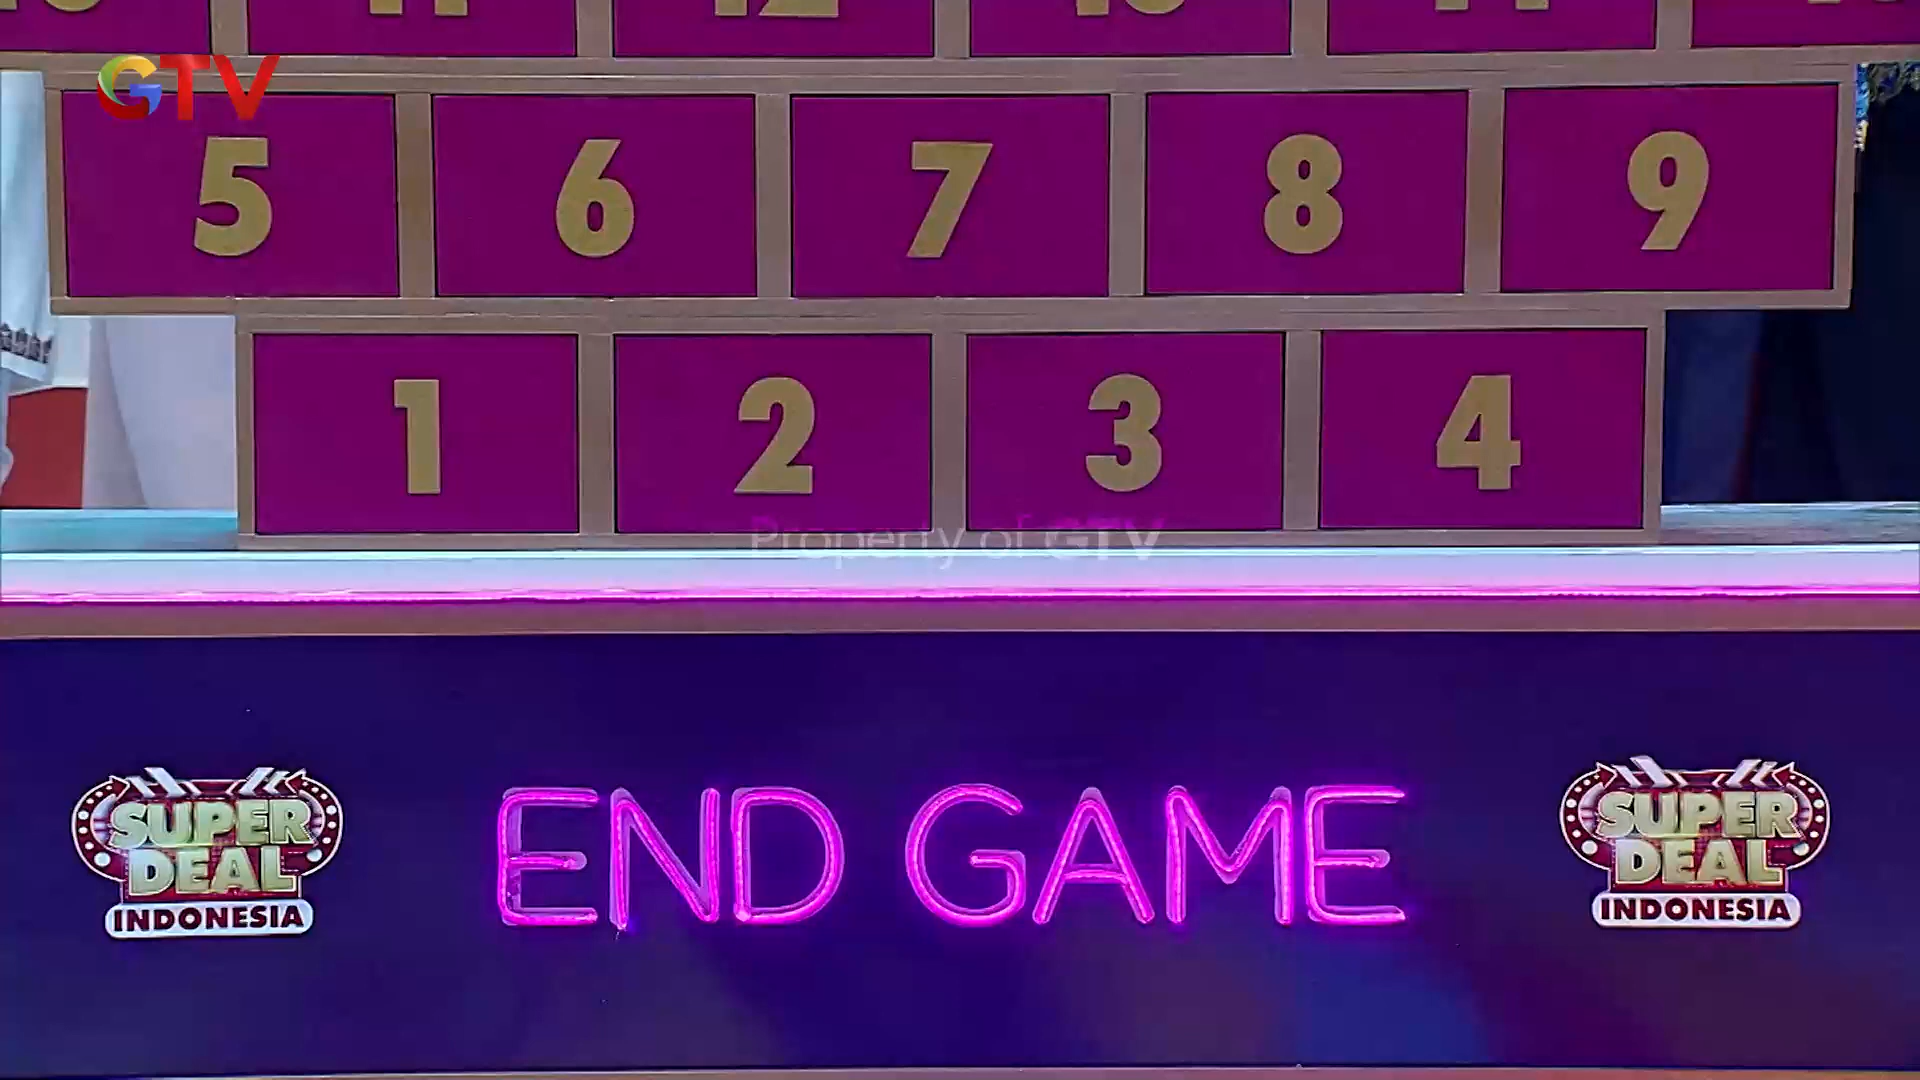 GTV
5 6 7 8 9
1 2 3 4
Property of GTV
END GAME
SUPER
DEAL
INDONESIA
SUPER
DEAL
INDONESIA